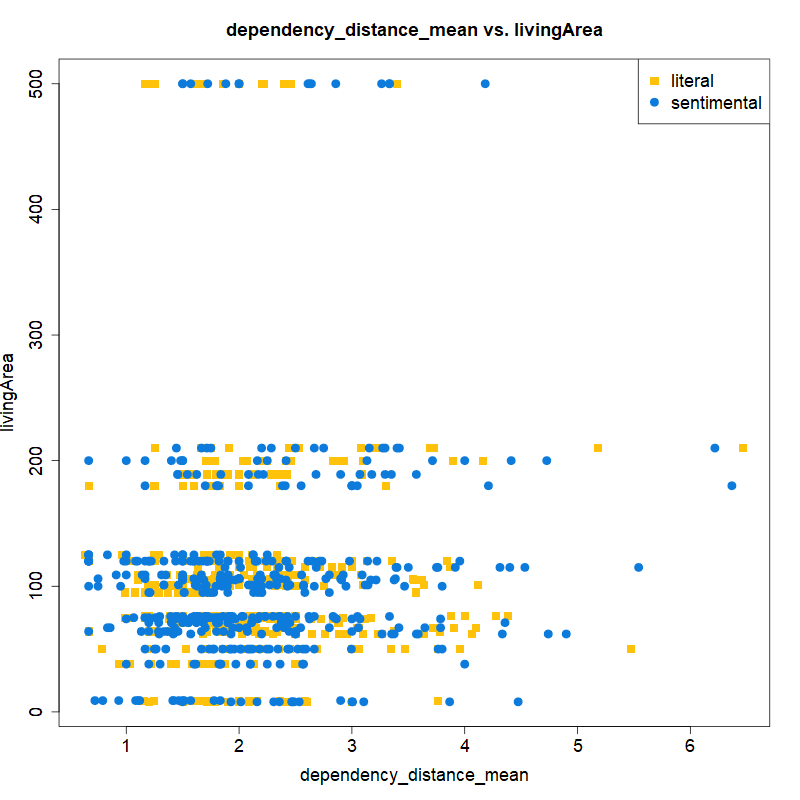 dependency_distance_mean vs. livingArea
literal
sentimental
livingArea
500
400
300
200
100
0
1 2 3 4 5 6
dependency_distance_mean